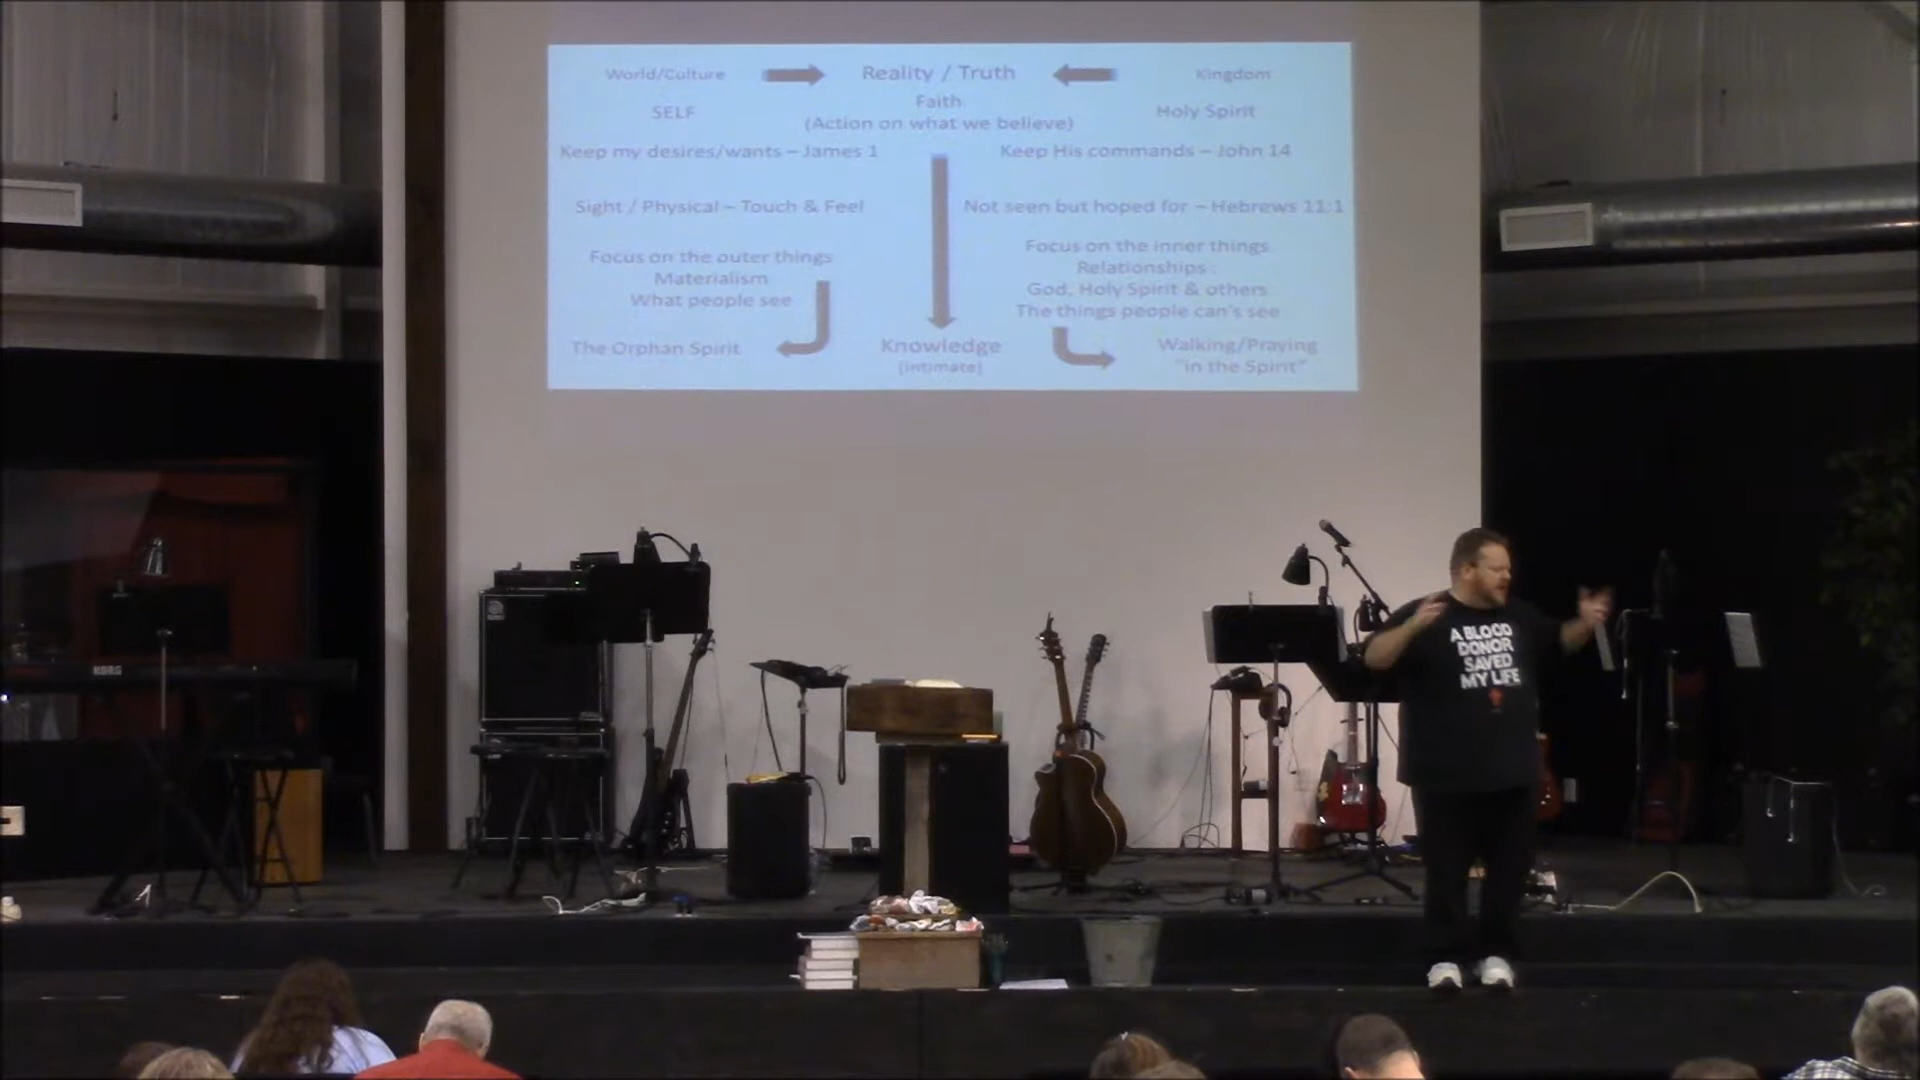 World/Culture
Reality / Truth
Kingdom
SELF
Faith
(Action on what we believe)
Holy Spirit
Keep my desires/wants – James 1
Keep His commands – John 14
Sight / Physical – Touch & Feel
Not seen but hoped for – Hebrews 11:1
Focus on the outer things
Materialism
What people see
Focus on the inner things
Relationships :
God, Holy Spirit & others
The things people can's see
The Orphan Spirit
Knowledge
(intimate)
Walking/Praying
"in the Spirit"
KORG
A BLOOD
DONOR
SAVED
MY LIFE